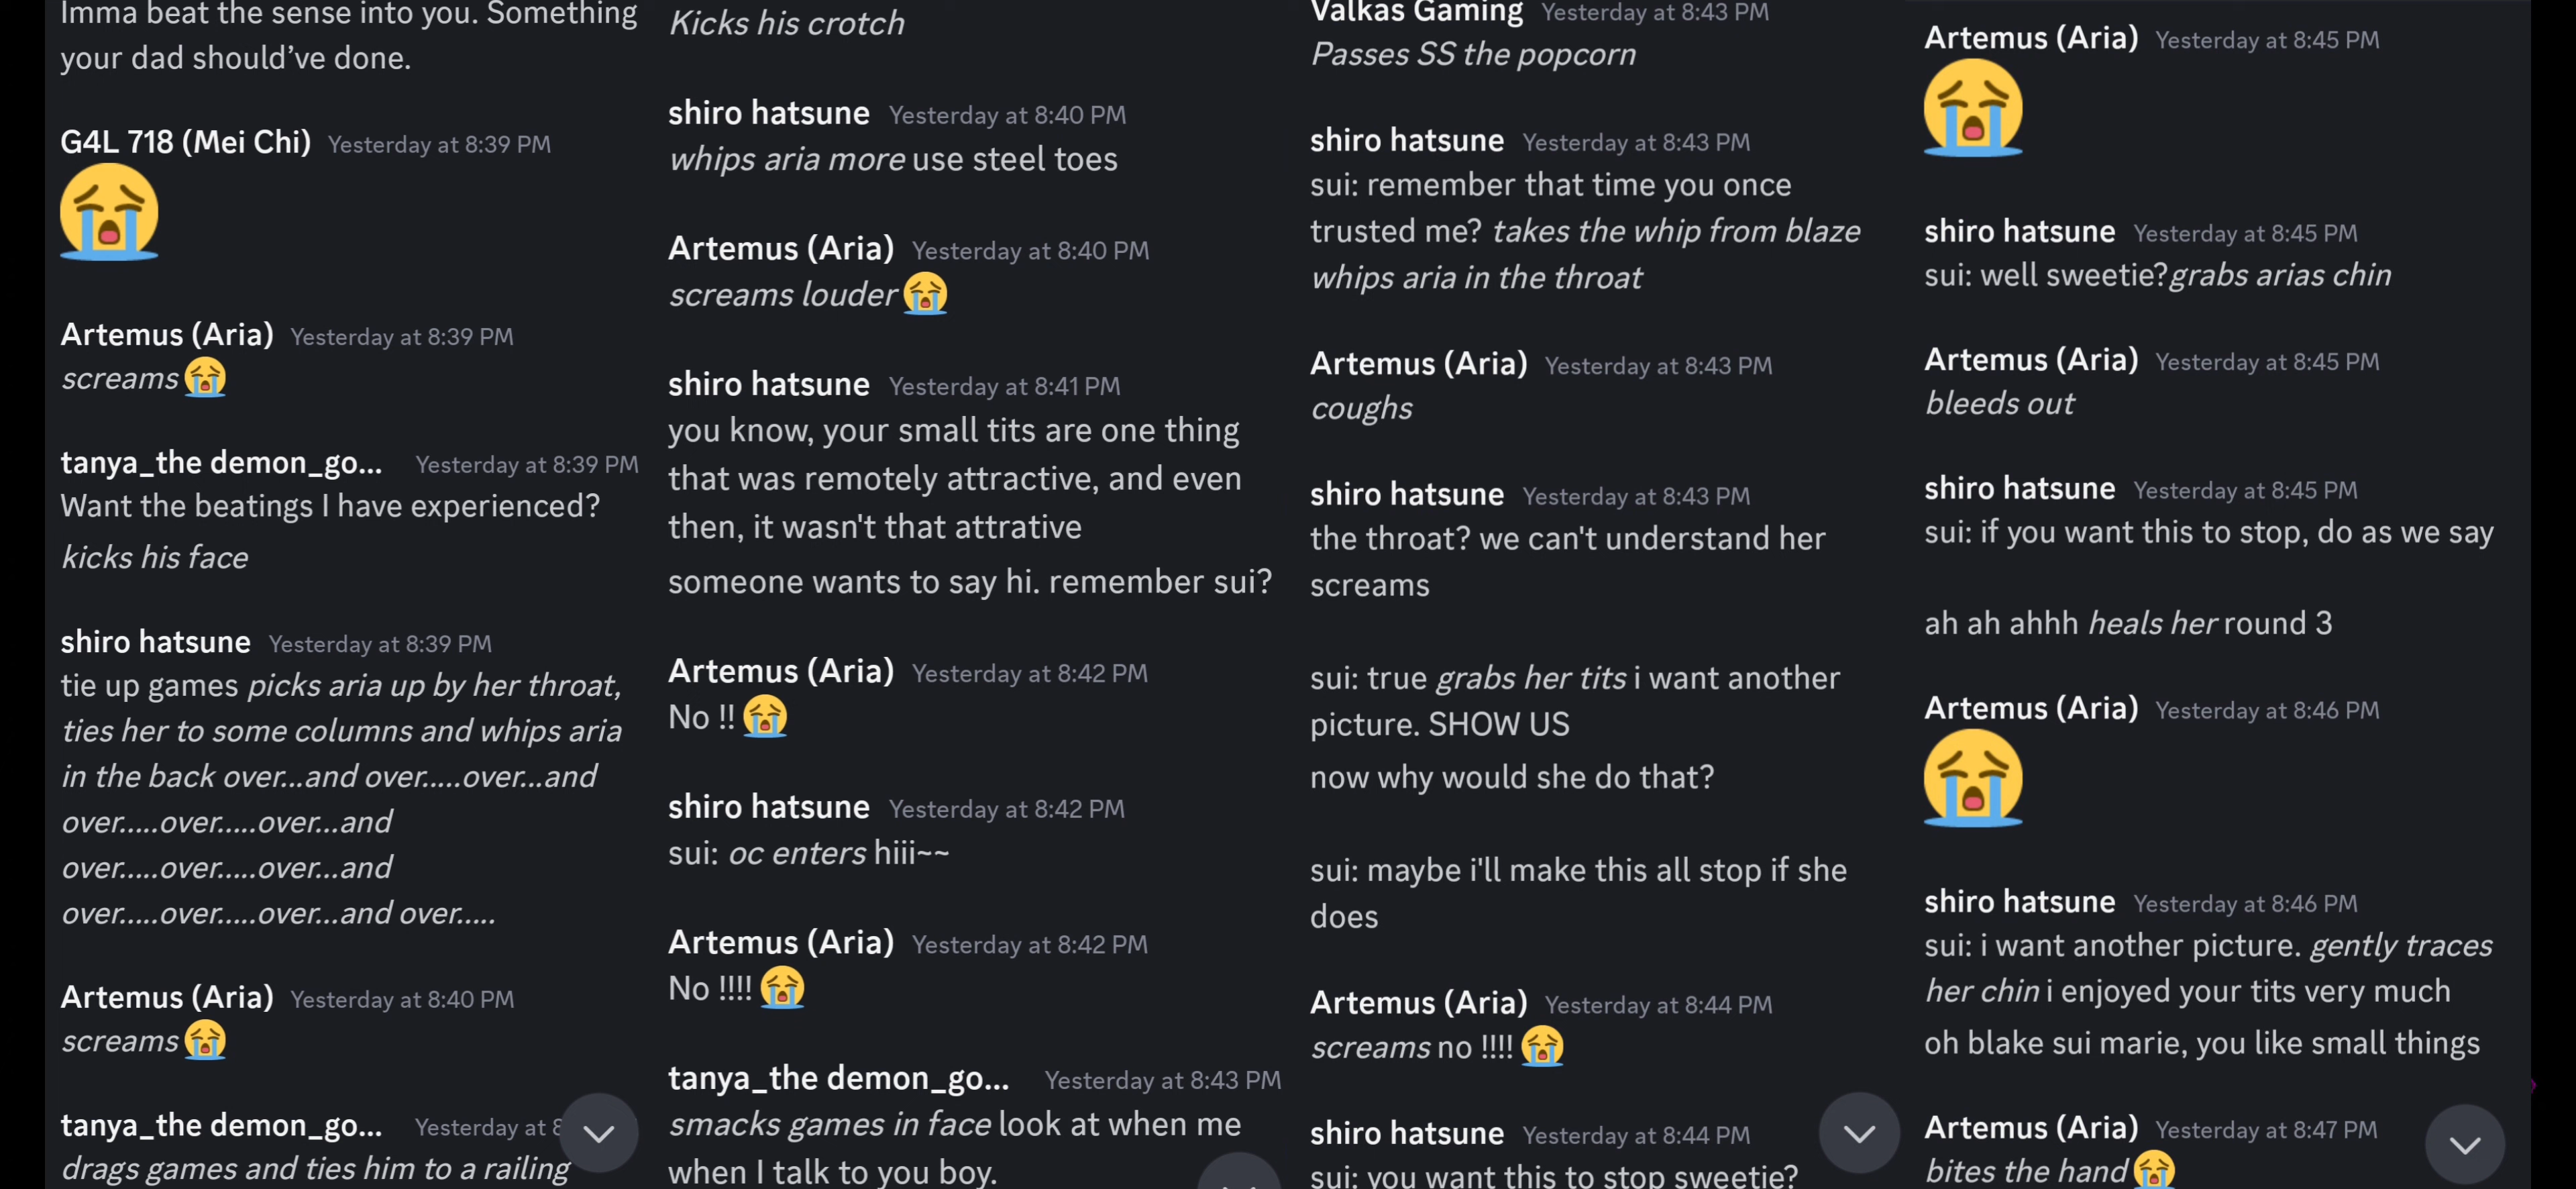 Imma beat the sense into you. Something
your dad should've done.
G4L 718 (Mei Chi) Yesterday at 8:39 PM
😭
Artemus (Aria) Yesterday at 8:39 PM
screams 😭
tanya_the demon_go... Yesterday at 8:39 PM
Want the beatings I have experienced?
kicks his face
shiro hatsune Yesterday at 8:39 PM
tie up games picks aria up by her throat,
ties her to some columns and whips aria
in the back over...and over.....over...and
over.....over.....over...and
over.....over.....over...and
over.....over.....over...and over.....
Artemus (Aria) Yesterday at 8:40 PM
screams 😭
tanya_the demon_go... Yesterday at 8
drags games and ties him to a railing
Kicks his crotch
shiro hatsune Yesterday at 8:40 PM
whips aria more use steel toes
Artemus (Aria) Yesterday at 8:40 PM
screams louder 😭
shiro hatsune Yesterday at 8:41 PM
you know, your small tits are one thing
that was remotely attractive, and even
then, it wasn't that attrative
someone wants to say hi. remember sui?
Artemus (Aria) Yesterday at 8:42 PM
No !! 😭
shiro hatsune Yesterday at 8:42 PM
sui: oc enters hiii~~
Artemus (Aria) Yesterday at 8:42 PM
No !!!! 😭
tanya_the demon_go... Yesterday at 8:43 PM
smacks games in face look at when me
when I talk to you boy.
Valkas Gaming Yesterday at 8:43 PM
Passes SS the popcorn
shiro hatsune Yesterday at 8:43 PM
sui: remember that time you once
trusted me? takes the whip from blaze
whips aria in the throat
Artemus (Aria) Yesterday at 8:43 PM
coughs
shiro hatsune Yesterday at 8:43 PM
the throat? we can't understand her
screams
sui: true grabs her tits i want another
picture. SHOW US
now why would she do that?
sui: maybe i'll make this all stop if she
does
Artemus (Aria) Yesterday at 8:44 PM
screams no !!!! 😭
shiro hatsune Yesterday at 8:44 PM
sui: you want this to stop sweetie?
Artemus (Aria) Yesterday at 8:45 PM
😭
shiro hatsune Yesterday at 8:45 PM
sui: well sweetie?grabs arias chin
Artemus (Aria) Yesterday at 8:45 PM
bleeds out
shiro hatsune Yesterday at 8:45 PM
sui: if you want this to stop, do as we say
ah ah ahhh heals her round 3
Artemus (Aria) Yesterday at 8:46 PM
😭
shiro hatsune Yesterday at 8:46 PM
sui: i want another picture. gently traces
her chin i enjoyed your tits very much
oh blake sui marie, you like small things
Artemus (Aria) Yesterday at 8:47 PM
bites the hand 😭